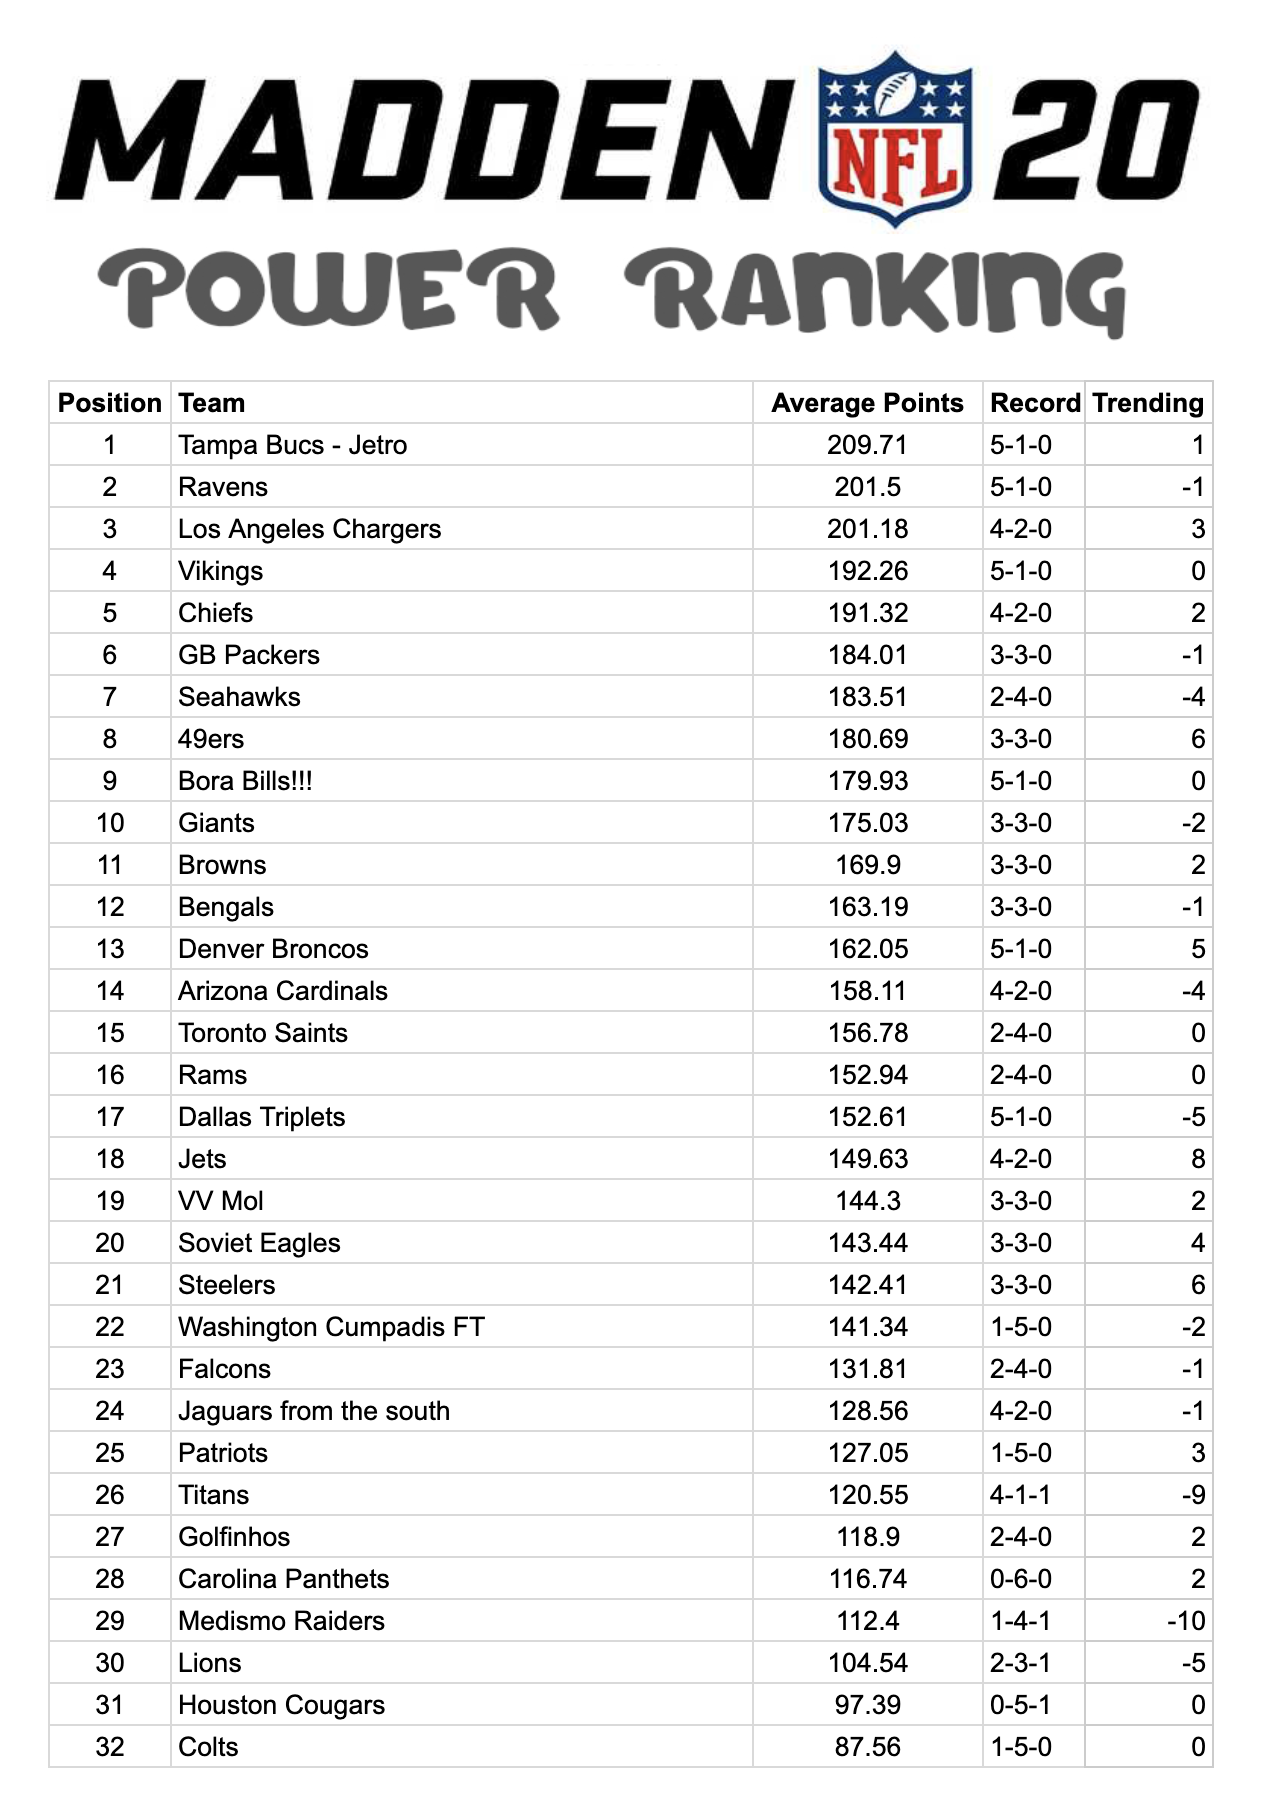 MADDEN NFL 20
POWER RANKING
Position Team Average Points Record Trending
1 Tampa Bucs - Jetro 209.71 5-1-0 1
2 Ravens 201.5 5-1-0 -1
3 Los Angeles Chargers 201.18 4-2-0 3
4 Vikings 192.26 5-1-0 0
5 Chiefs 191.32 4-2-0 2
6 GB Packers 184.01 3-3-0 -1
7 Seahawks 183.51 2-4-0 -4
8 49ers 180.69 3-3-0 6
9 Bora Bills!!! 179.93 5-1-0 0
10 Giants 175.03 3-3-0 -2
11 Browns 169.9 3-3-0 2
12 Bengals 163.19 3-3-0 -1
13 Denver Broncos 162.05 5-1-0 5
14 Arizona Cardinals 158.11 4-2-0 -4
15 Toronto Saints 156.78 2-4-0 0
16 Rams 152.94 2-4-0 0
17 Dallas Triplets 152.61 5-1-0 -5
18 Jets 149.63 4-2-0 8
19 VV Mol 144.3 3-3-0 2
20 Soviet Eagles 143.44 3-3-0 4
21 Steelers 142.41 3-3-0 6
22 Washington Cumpadis FT 141.34 1-5-0 -2
23 Falcons 131.81 2-4-0 -1
24 Jaguars from the south 128.56 4-2-0 -1
25 Patriots 127.05 1-5-0 3
26 Titans 120.55 4-1-1 -9
27 Golfinhos 118.9 2-4-0 2
28 Carolina Panthets 116.74 0-6-0 2
29 Medismo Raiders 112.4 1-4-1 -10
30 Lions 104.54 2-3-1 -5
31 Houston Cougars 97.39 0-5-1 0
32 Colts 87.56 1-5-0 0